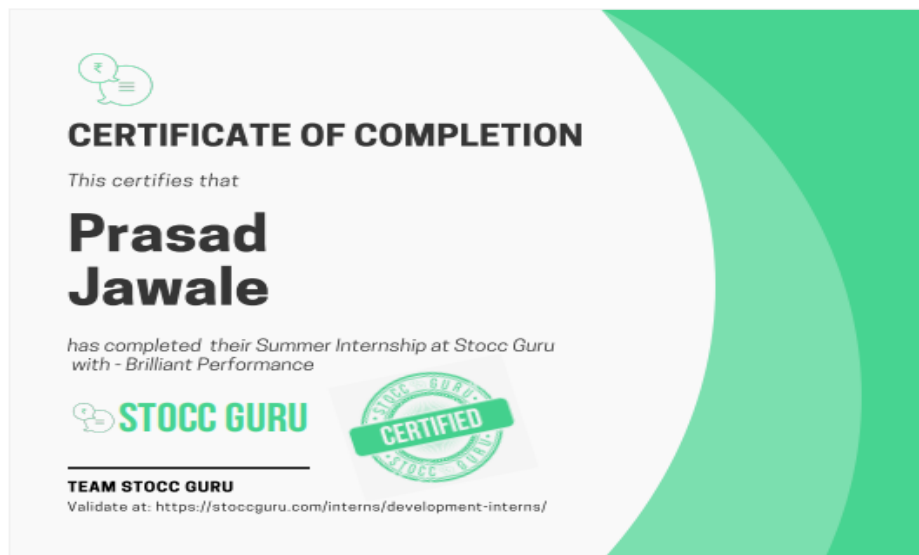 ₹
CERTIFICATE OF COMPLETION
This certifies that
Prasad
Jawale
has completed their Summer Internship at Stocc Guru
with - Brilliant Performance
₹
STOCC GURU
STOCC GURU
CERTIFIED
STOCC GURU
TEAM STOCC GURU
Validate at: https://stoccguru.com/interns/development-interns/